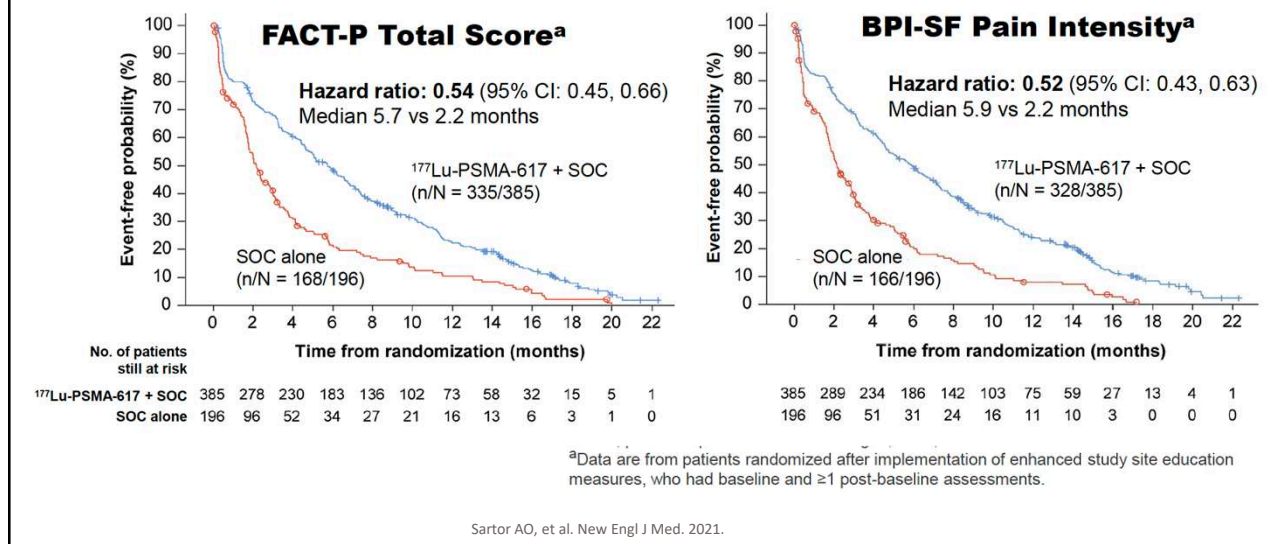 FACT-P Total Scoreᵃ
Hazard ratio: 0.54 (95% CI: 0.45, 0.66)
Median 5.7 vs 2.2 months
¹⁷⁷Lu-PSMA-617 + SOC
(n/N = 335/385)
SOC alone
(n/N = 168/196)
Event-free probability (%)
100
90
80
70
60
50
40
30
20
10
0
0 2 4 6 8 10 12 14 16 18 20 22
Time from randomization (months)
No. of patients
still at risk
¹⁷⁷Lu-PSMA-617 + SOC 385 278 230 183 136 102 73 58 32 15 5 1
SOC alone 196 96 52 34 27 21 16 13 6 3 1 0
BPI-SF Pain Intensityᵃ
Hazard ratio: 0.52 (95% CI: 0.43, 0.63)
Median 5.9 vs 2.2 months
¹⁷⁷Lu-PSMA-617 + SOC
(n/N = 328/385)
SOC alone
(n/N = 166/196)
Event-free probability (%)
100
90
80
70
60
50
40
30
20
10
0
0 2 4 6 8 10 12 14 16 18 20 22
Time from randomization (months)
385 289 234 186 142 103 75 59 27 13 4 1
196 96 51 31 24 16 11 10 3 0 0 0
ᵃData are from patients randomized after implementation of enhanced study site education
measures, who had baseline and ≥1 post-baseline assessments.
Sartor AO, et al. New Engl J Med. 2021.